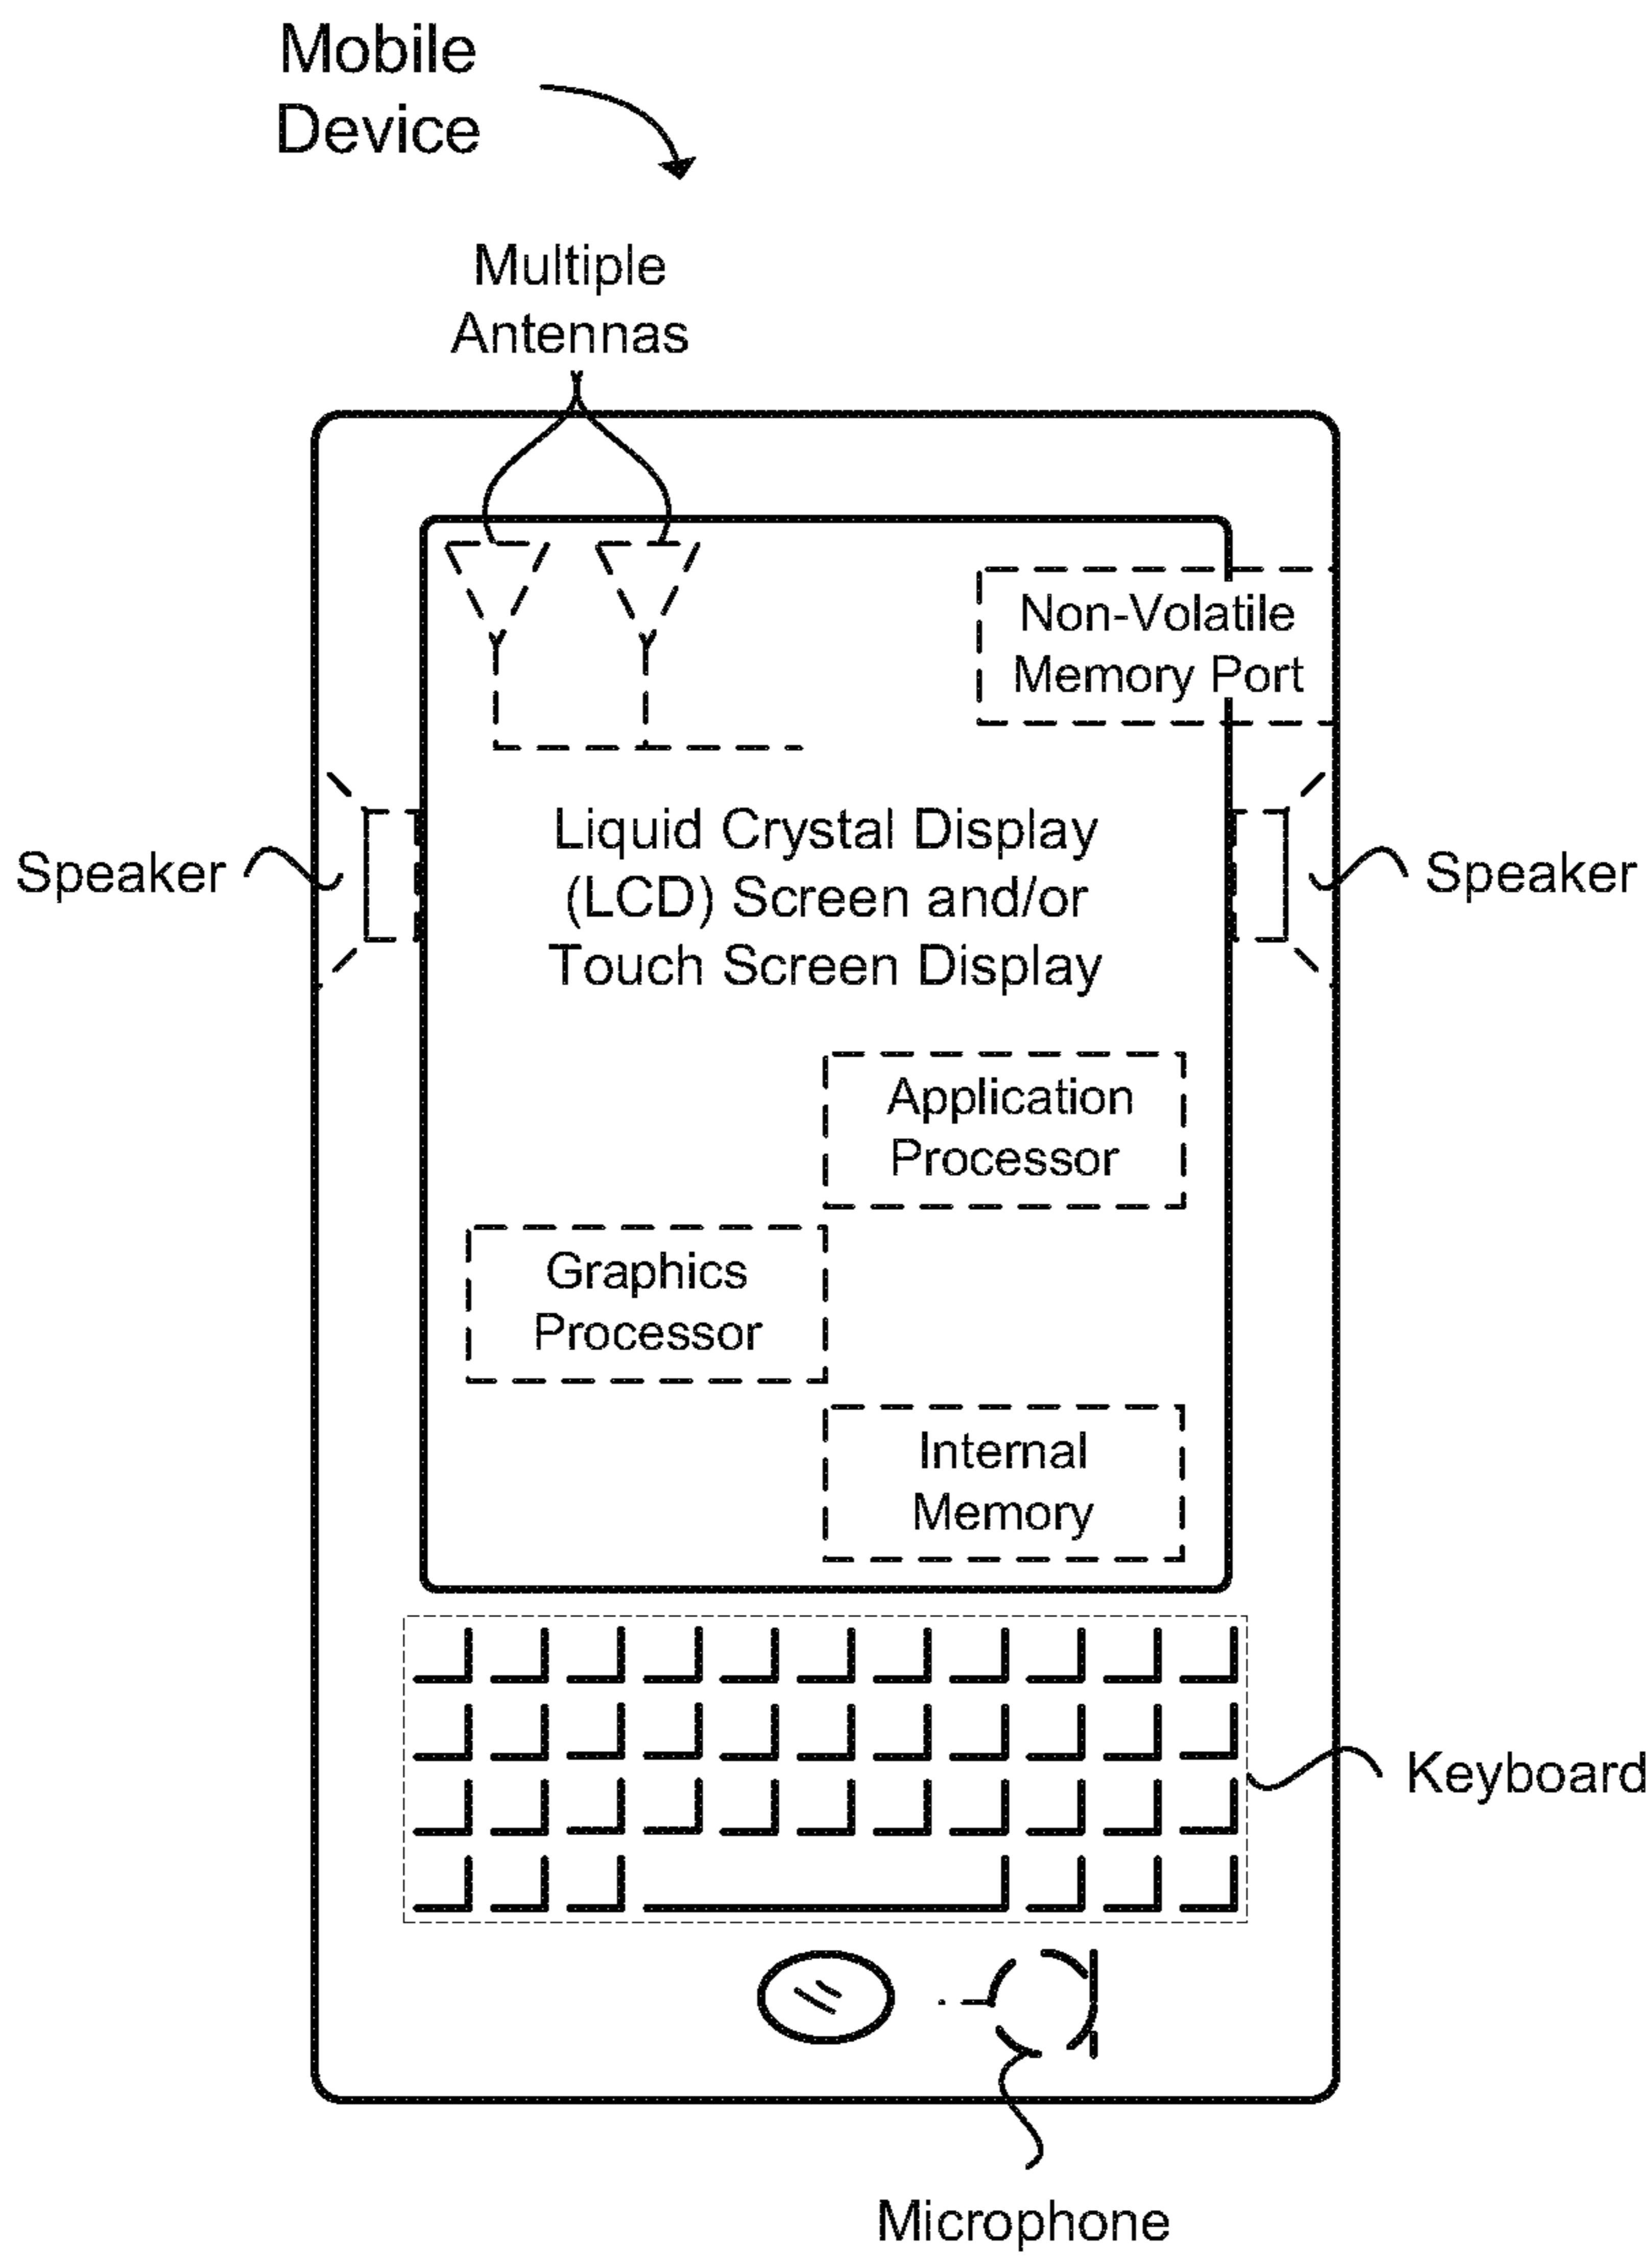 Mobile
Device
Multiple
Antennas
Non-Volatile
Memory Port
Speaker
Liquid Crystal Display
(LCD) Screen and/or
Touch Screen Display
Speaker
Application
Processor
Graphics
Processor
Internal
Memory
Keyboard
Microphone